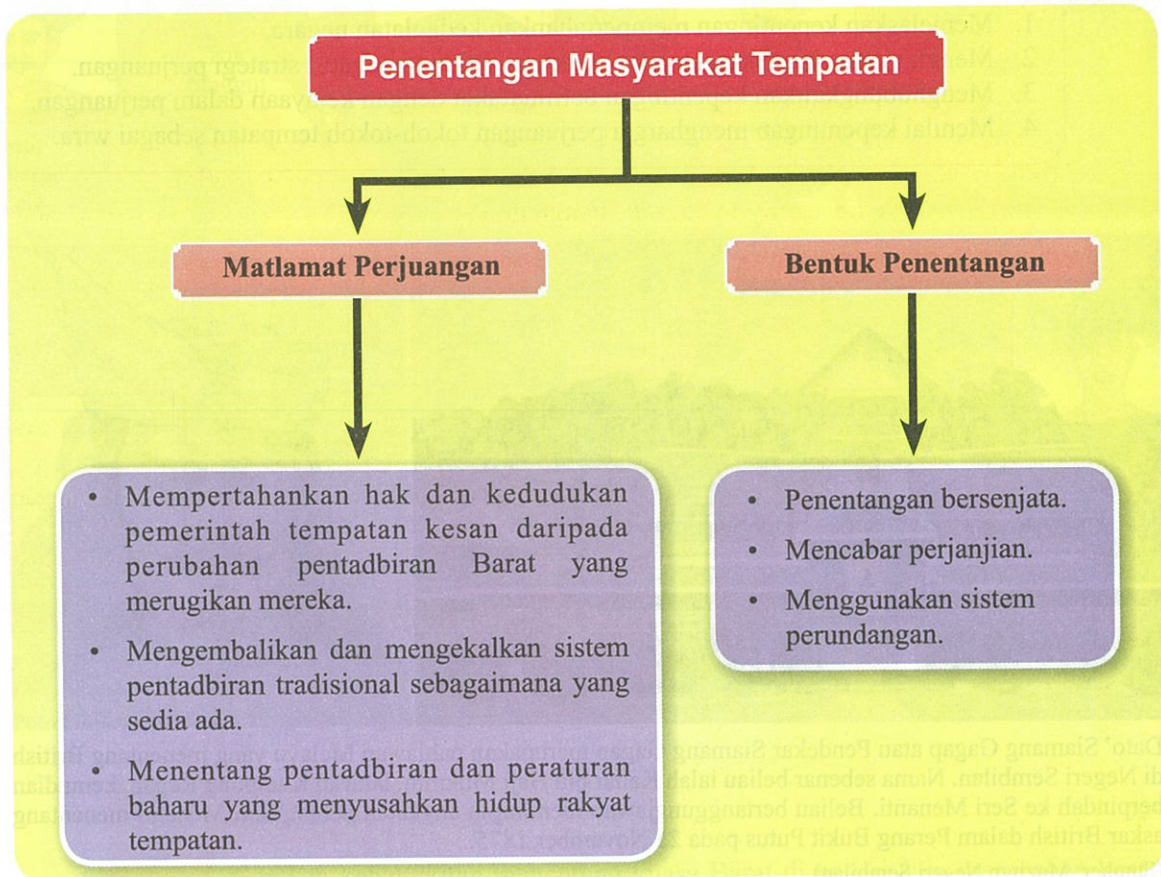 Penentangan Masyarakat Tempatan
Matlamat Perjuangan
Bentuk Penentangan
• Mempertahankan hak dan kedudukan
pemerintah tempatan kesan daripada
perubahan pentadbiran Barat yang
merugikan mereka.
• Mengembalikan dan mengekalkan sistem
pentadbiran tradisional sebagaimana yang
sedia ada.
• Menentang pentadbiran dan peraturan
baharu yang menyusahkan hidup rakyat
tempatan.
• Penentangan bersenjata.
• Mencabar perjanjian.
• Menggunakan sistem
perundangan.